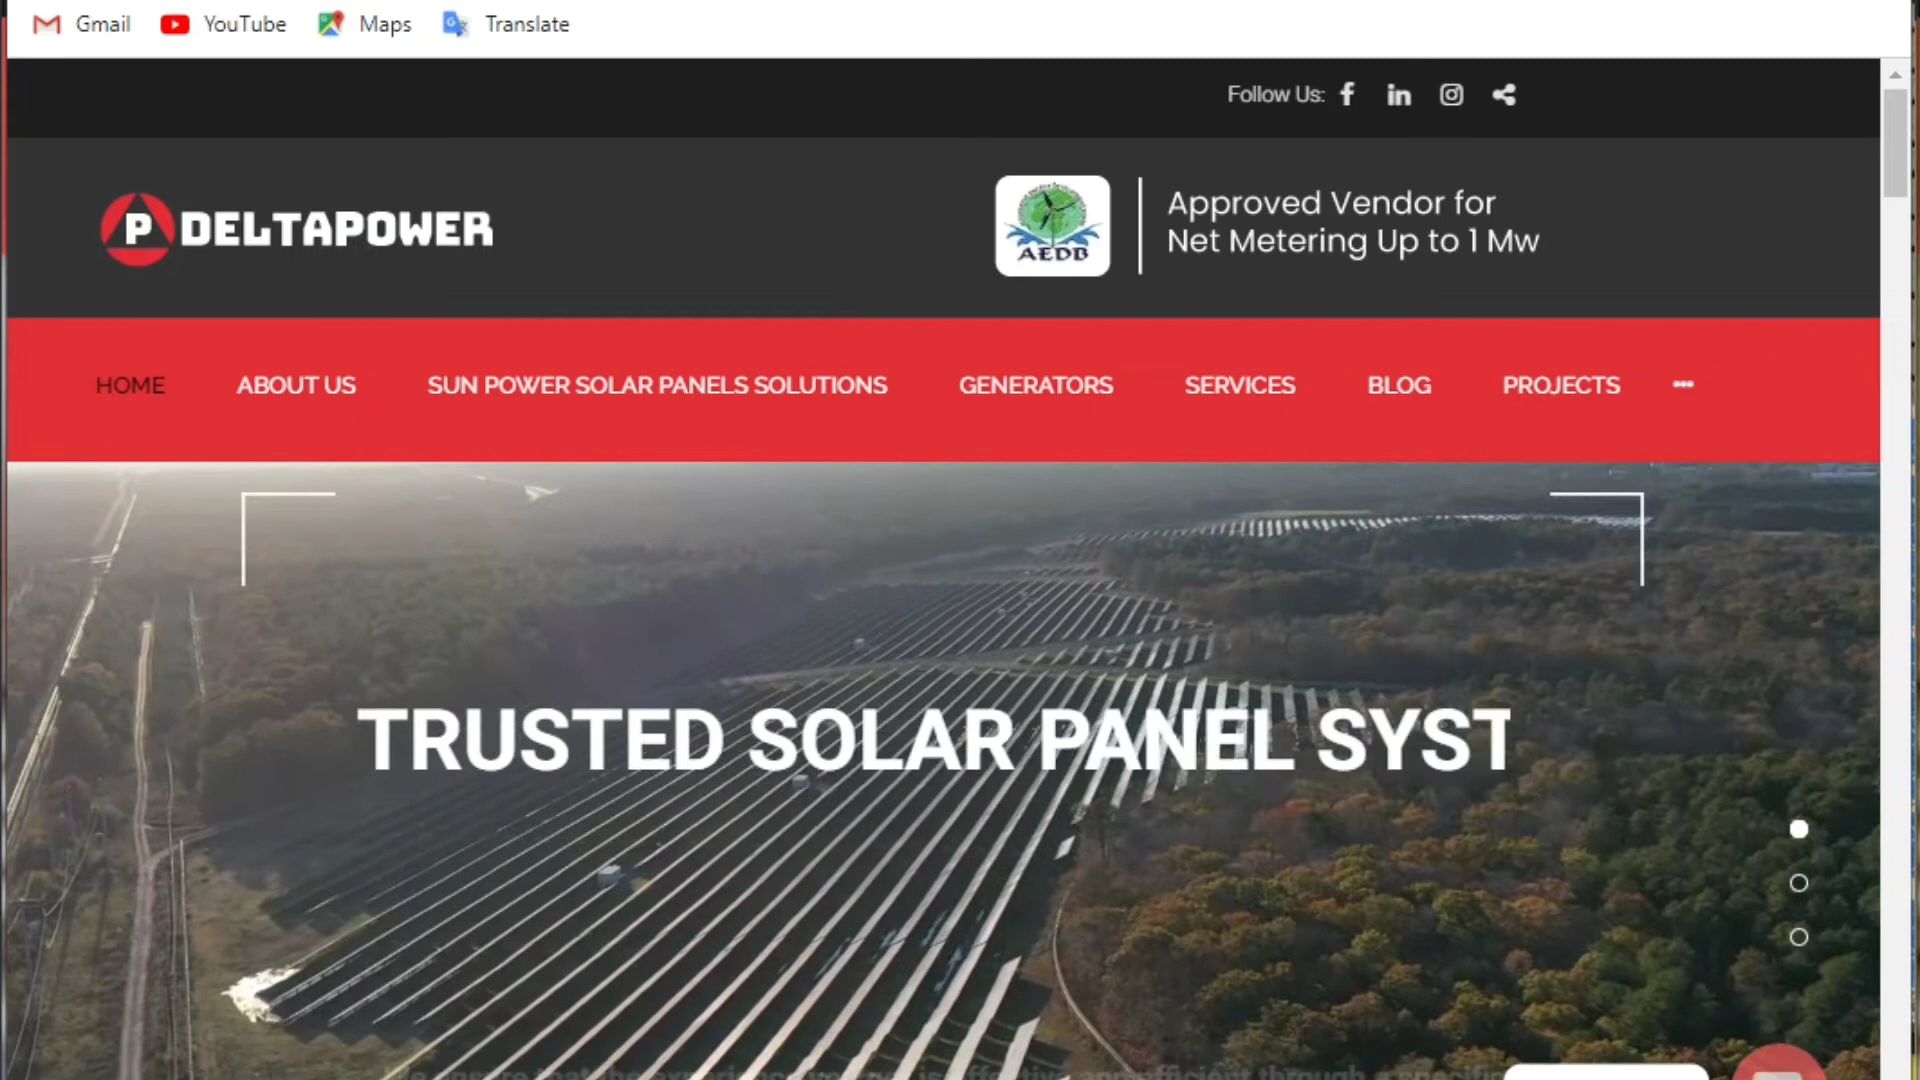 Gmail YouTube Maps Translate
Follow Us:
P DELTAPOWER
AEDB
Approved Vendor for
Net Metering Up to 1 Mw
HOME ABOUT US SUN POWER SOLAR PANELS SOLUTIONS GENERATORS SERVICES BLOG PROJECTS
TRUSTED SOLAR PANEL SYST